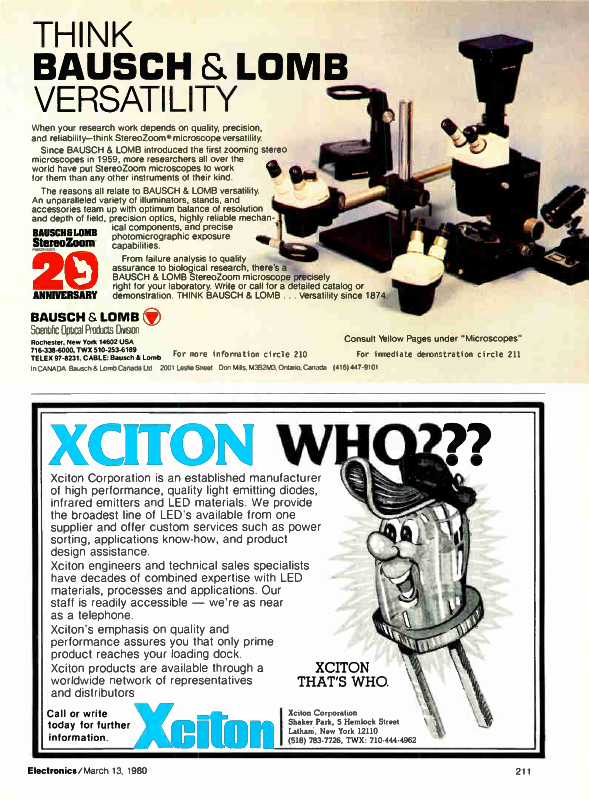 THINK
BAUSCH & LOMB
VERSATILITY
When your research work depends on quality, precision,
and reliability—think StereoZoom® microscope versatility.
Since BAUSCH & LOMB introduced the first zooming stereo
microscopes in 1959, more researchers all over the
world have put StereoZoom microscopes to work
for them than any other instruments of their kind.
The reasons all relate to BAUSCH & LOMB versatility.
An unparalleled variety of illuminators, stands, and
accessories team up with optimum balance of resolution
and depth of field, precision optics, highly reliable mechan-
ical components, and precise
photomicrographic exposure
capabilities.
BAUSCH & LOMB
StereoZoom
20
ANNIVERSARY
From failure analysis to quality
assurance to biological research, there's a
BAUSCH & LOMB StereoZoom microscope precisely
right for your laboratory. Write or call for a detailed catalog or
demonstration. THINK BAUSCH & LOMB . . . Versatility since 1874.
BAUSCH & LOMB
Scientific Optical Products Division
Rochester, New York 14602 USA
716-338-6000, TWX 510-253-6189
TELEX 97-8231, CABLE: Bausch & Lomb
For more information circle 210
Consult Yellow Pages under "Microscopes"
For immediate demonstration circle 211
In CANADA Bausch & Lomb Canada Ltd 2001 Leslie Street Don Mills, M3B2M3, Ontario, Canada (416) 447-9101
XCITON WHO???
Xciton Corporation is an established manufacturer
of high performance, quality light emitting diodes,
infrared emitters and LED materials. We provide
the broadest line of LED's available from one
supplier and offer custom services such as power
sorting, applications know-how, and product
design assistance.
Xciton engineers and technical sales specialists
have decades of combined expertise with LED
materials, processes and applications. Our
staff is readily accessible — we're as near
as a telephone.
Xciton's emphasis on quality and
performance assures you that only prime
product reaches your loading dock.
Xciton products are available through a
worldwide network of representatives
and distributors
XCITON
THAT'S WHO.
Call or write
today for further
information.
Xciton
Xciton Corporation
Shaker Park, 5 Hemlock Street
Latham, New York 12110
(518) 783-7726, TWX: 710-444-4962
Electronics/March 13, 1980
211